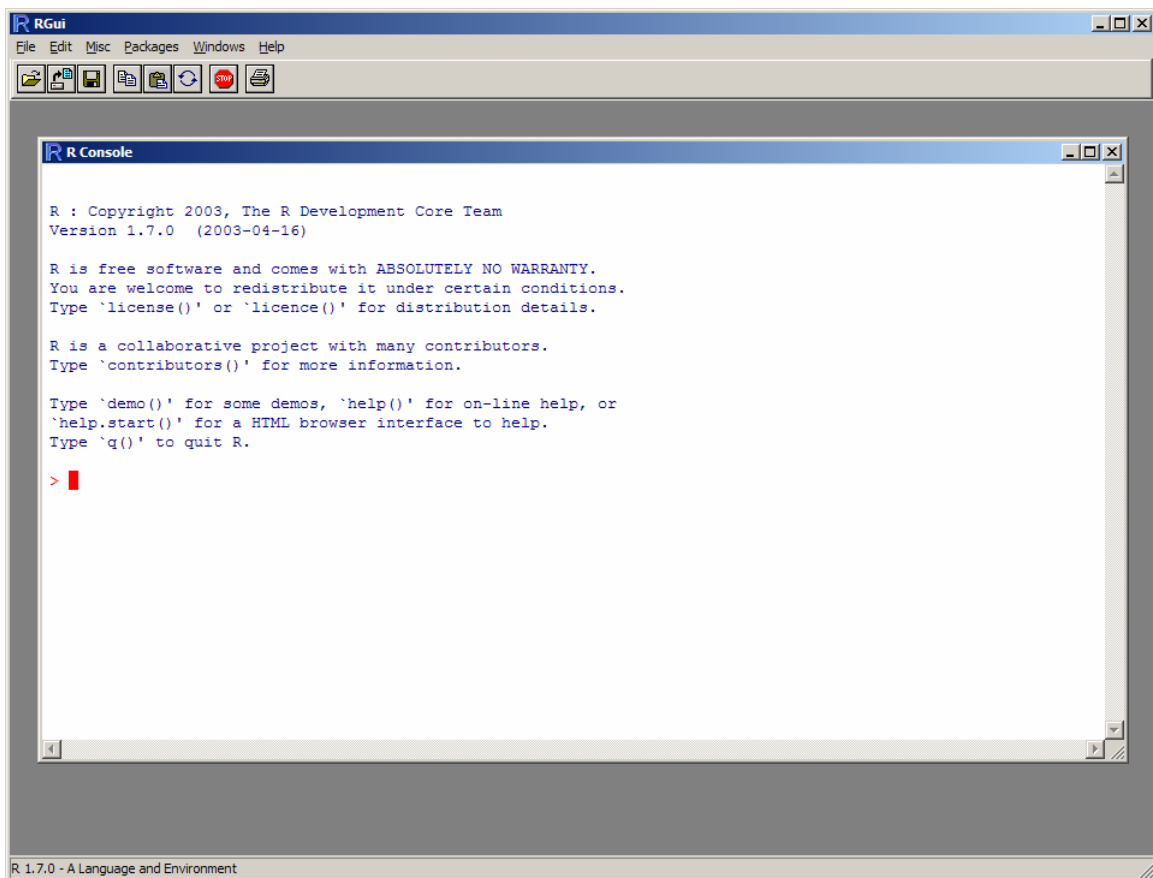 RGui
File Edit Misc Packages Windows Help
STOP
R Console
R : Copyright 2003, The R Development Core Team
Version 1.7.0  (2003-04-16)
R is free software and comes with ABSOLUTELY NO WARRANTY.
You are welcome to redistribute it under certain conditions.
Type `license()' or `licence()' for distribution details.
R is a collaborative project with many contributors.
Type `contributors()' for more information.
Type `demo()' for some demos, `help()' for on-line help, or
`help.start()' for a HTML browser interface to help.
Type `q()' to quit R.
>
R 1.7.0 - A Language and Environment